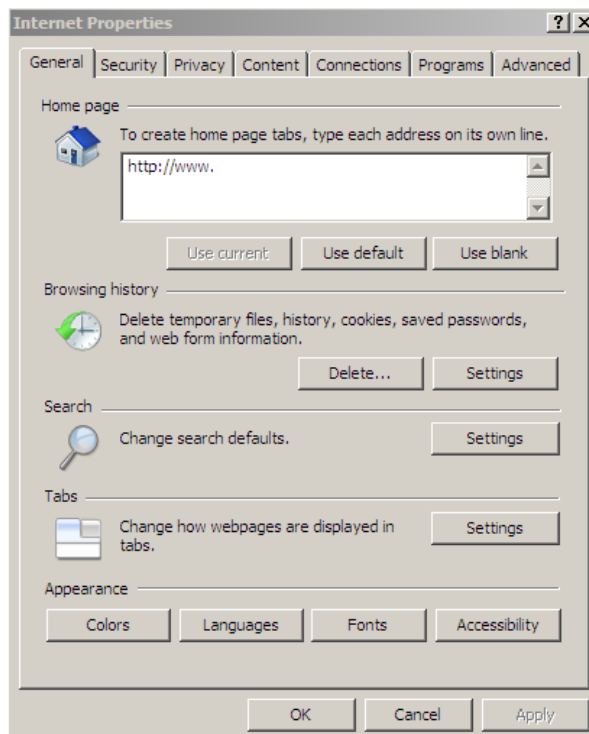 Internet Properties
General Security Privacy Content Connections Programs Advanced
Home page
To create home page tabs, type each address on its own line.
http://www.
Use current Use default Use blank
Browsing history
Delete temporary files, history, cookies, saved passwords,
and web form information.
Delete... Settings
Search
Change search defaults. Settings
Tabs
Change how webpages are displayed in
tabs.
Settings
Appearance
Colors Languages Fonts Accessibility
OK Cancel Apply